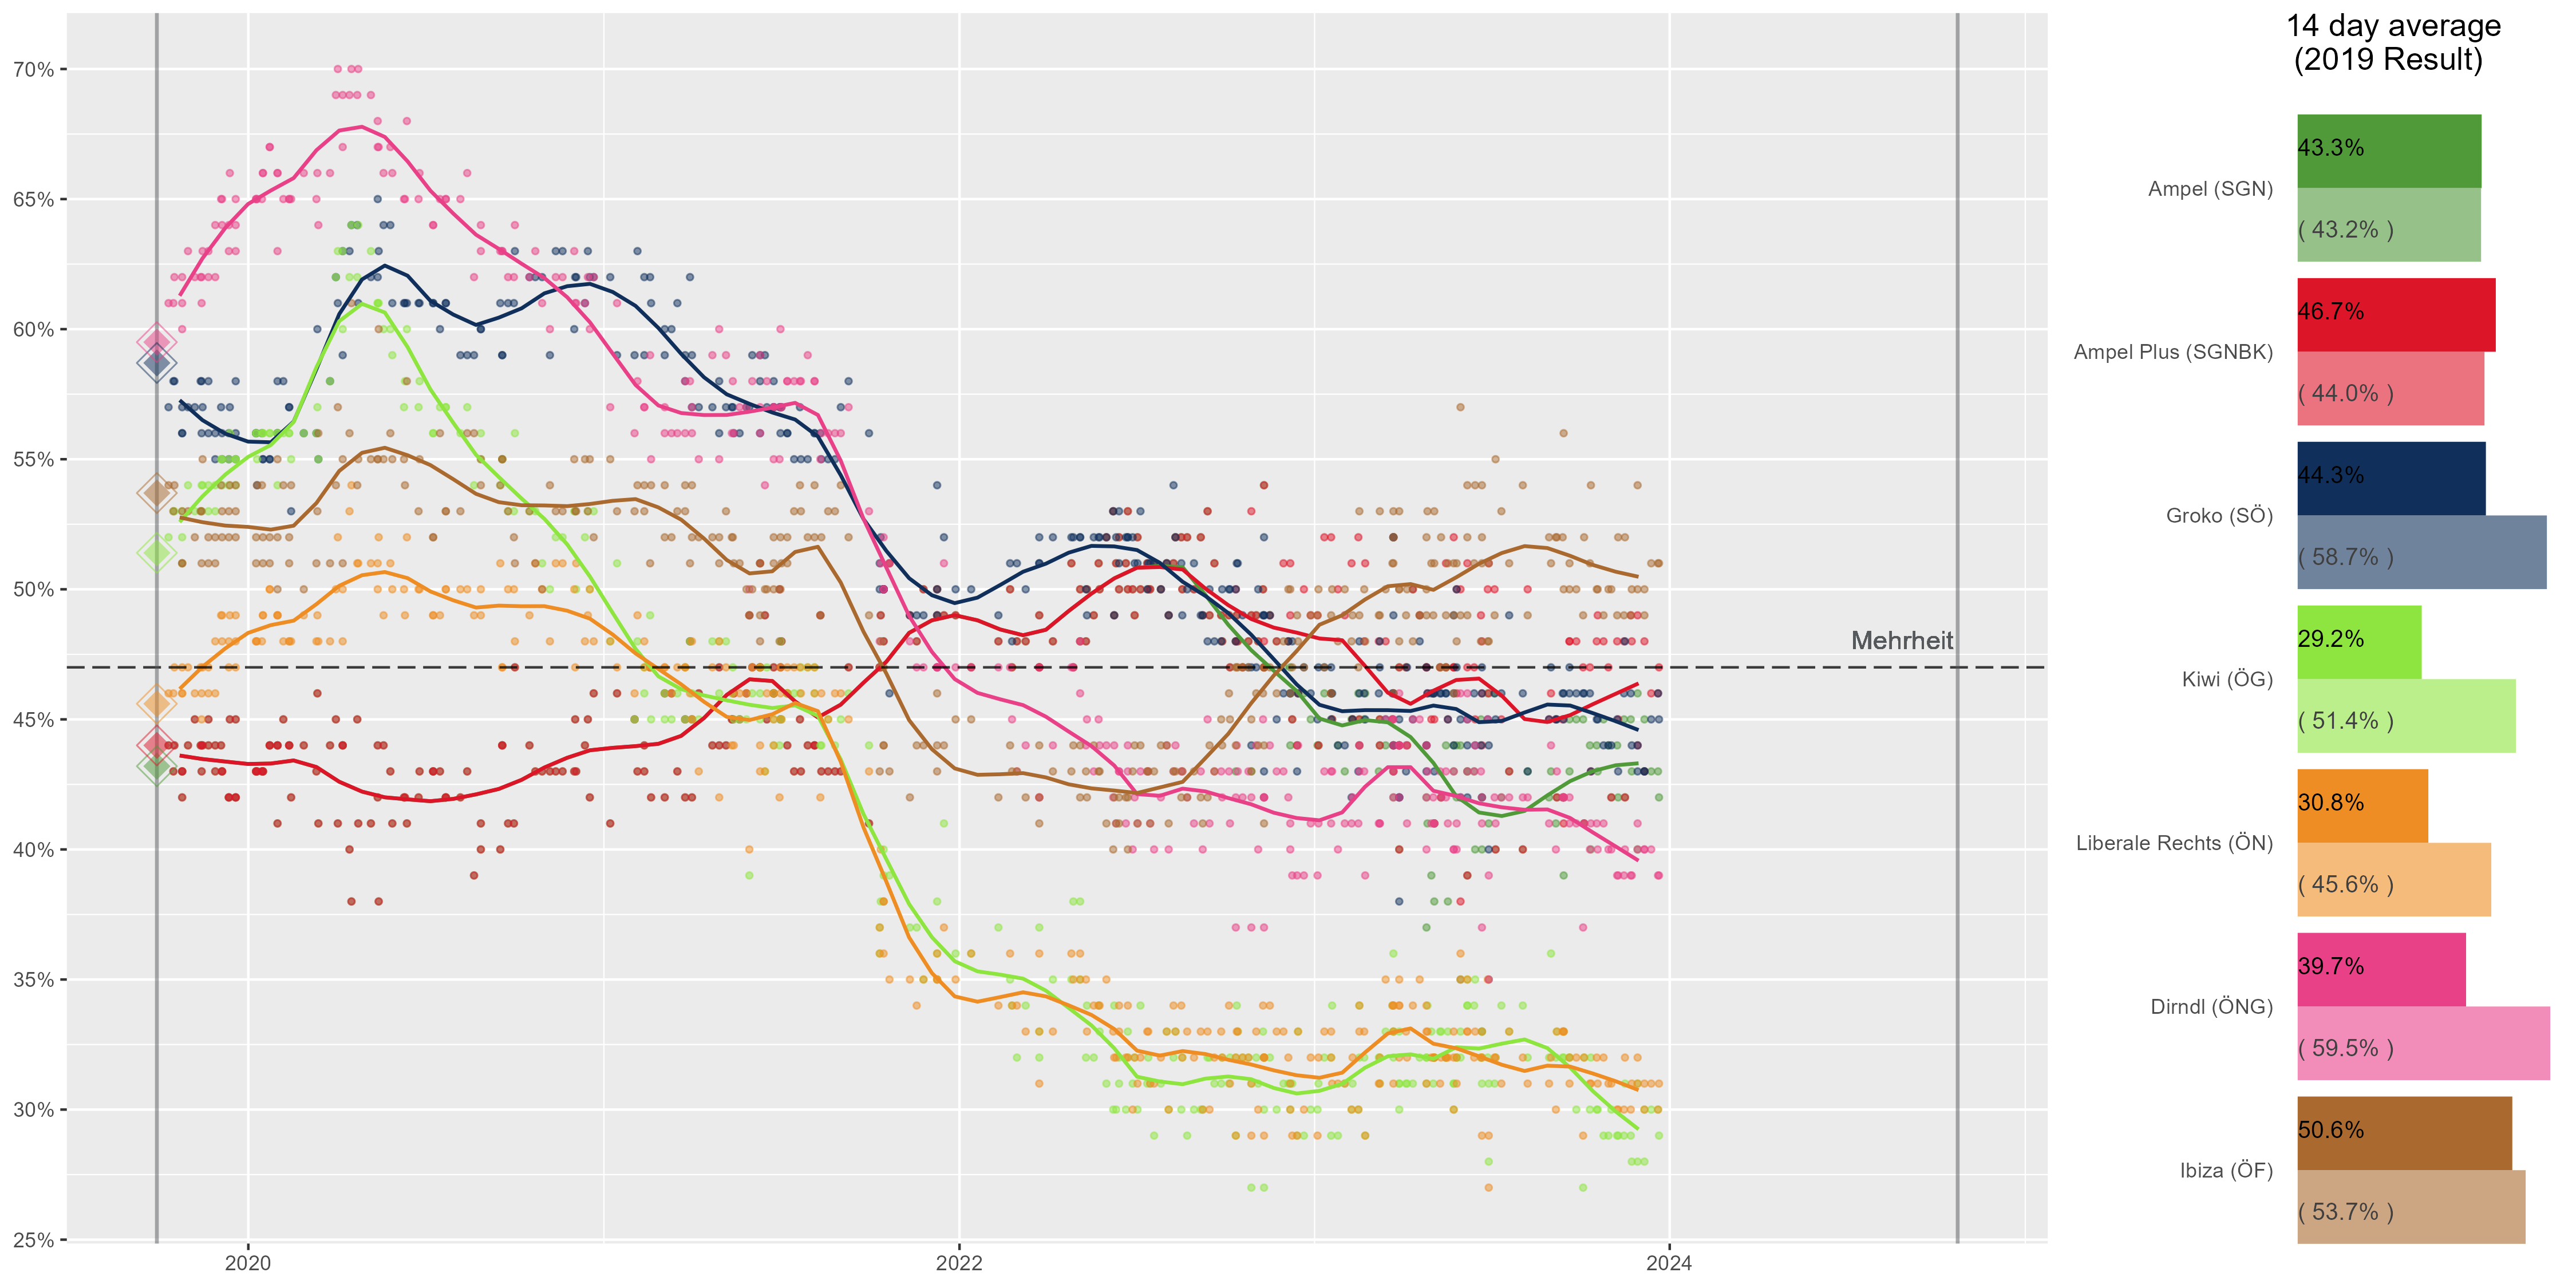 14 day average
(2019 Result)
70%
65%
60%
55%
50%
45%
40%
35%
30%
25%
2020
2022
2024
Mehrheit
Ampel (SGN)
43.3%
( 43.2% )
Ampel Plus (SGNBK)
46.7%
( 44.0% )
Groko (SÖ)
44.3%
( 58.7% )
Kiwi (ÖG)
29.2%
( 51.4% )
Liberale Rechts (ÖN)
30.8%
( 45.6% )
Dirndl (ÖNG)
39.7%
( 59.5% )
Ibiza (ÖF)
50.6%
( 53.7% )